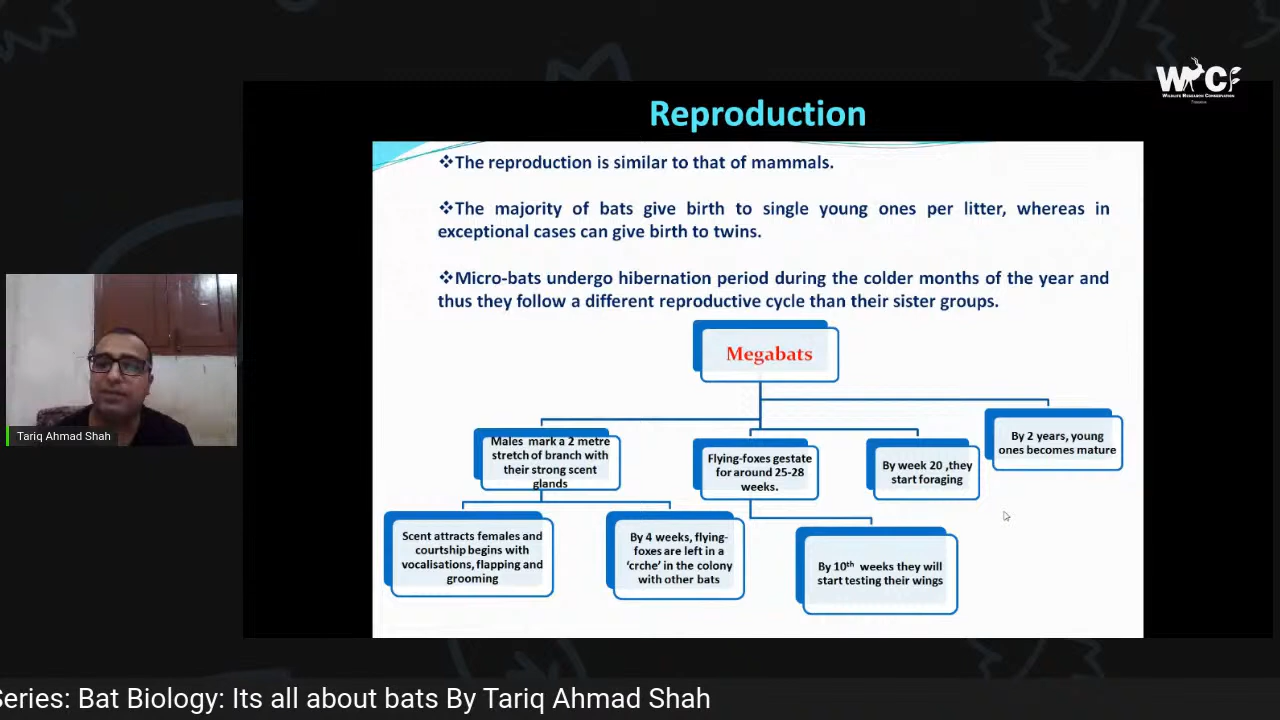 WRCF
WILDLIFE RESEARCH CONSERVATION
Reproduction
❖The reproduction is similar to that of mammals.
❖The majority of bats give birth to single young ones per litter, whereas in
exceptional cases can give birth to twins.
❖Micro-bats undergo hibernation period during the colder months of the year and
thus they follow a different reproductive cycle than their sister groups.
Megabats
Males mark a 2 metre
stretch of branch with
their strong scent
glands
Flying-foxes gestate
for around 25-28
weeks.
By week 20 ,they
start foraging
By 2 years, young
ones becomes mature
Scent attracts females and
courtship begins with
vocalisations, flapping and
grooming
By 4 weeks, flying-
foxes are left in a
'crche' in the colony
with other bats
By 10th weeks they will
start testing their wings
Tariq Ahmad Shah
Series: Bat Biology: Its all about bats By Tariq Ahmad Shah